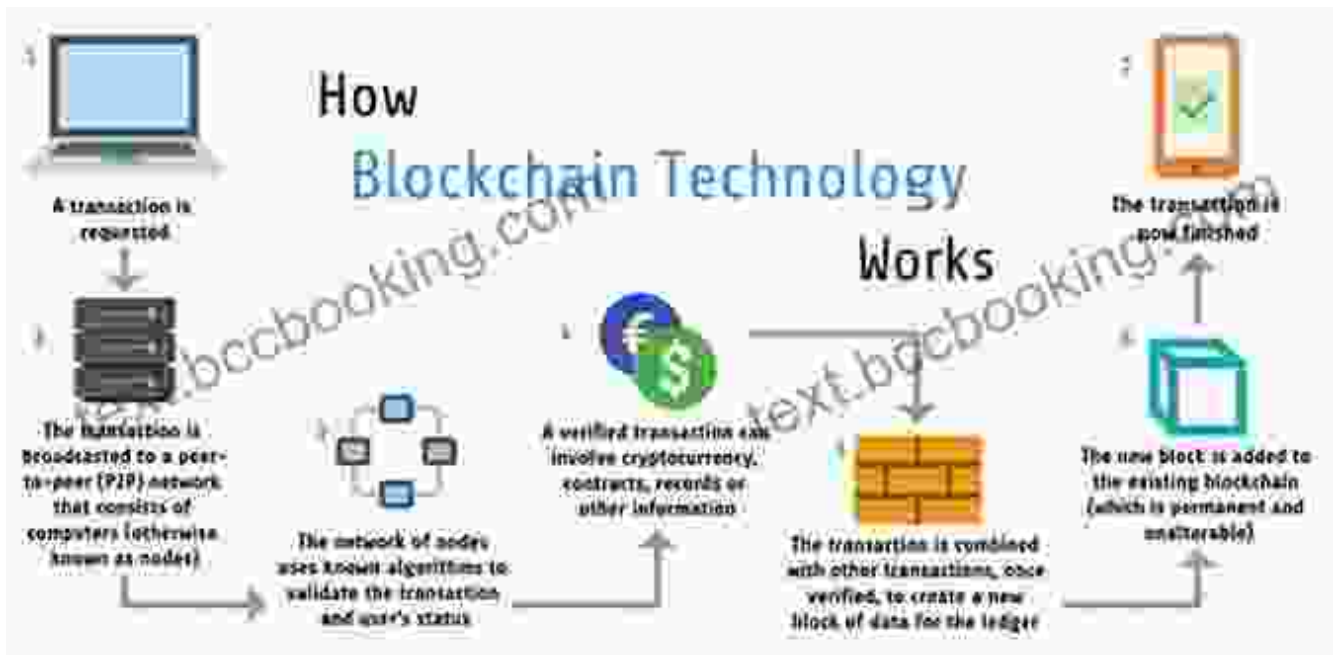 How
Blockchain Technology
Works
1
A transaction is
requested
2
The transaction is
broadcasted to a peer-
to-peer (P2P) network
that consists of
computers (otherwise
known as nodes)
3
The network of nodes
uses known algorithms to
validate the transaction
and user's status
A verified transaction can
involve cryptocurrency,
contracts, records or
other information
€
$
The transaction is combined
with other transactions, once
verified, to create a new
block of data for the ledger
The new block is added to
the existing blockchain
(which is permanent and
unalterable)
The transaction is
now finished
text.bccbooking.com
text.bccbooking.com